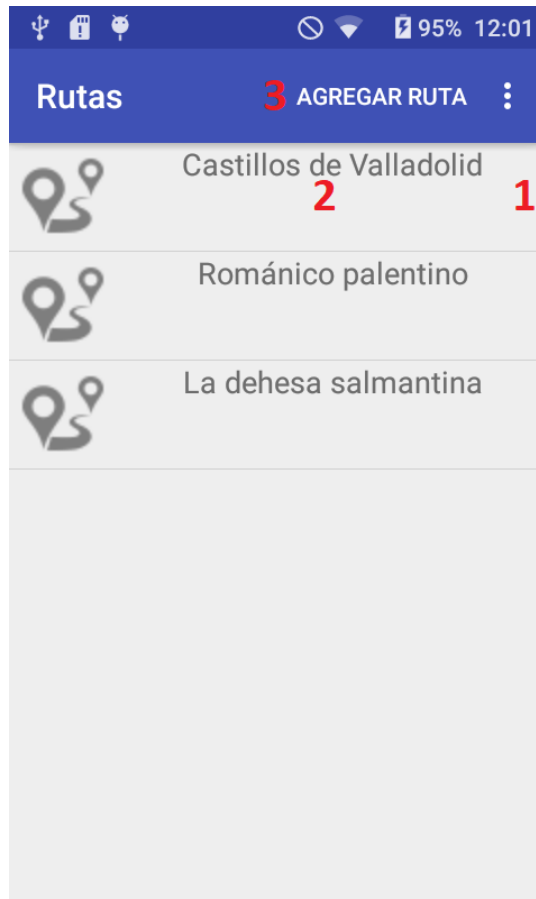 95% 12:01
Rutas 3 AGREGAR RUTA
Castillos de Valladolid
2 1
Románico palentino
La dehesa salmantina